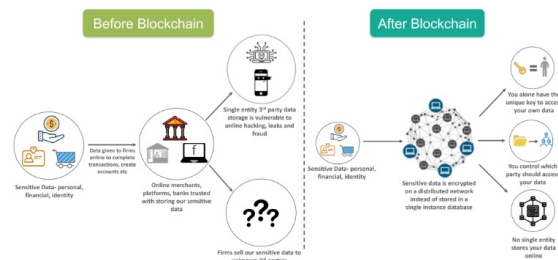 Before Blockchain
After Blockchain
Sensitive Data- personal,
financial, identity
Data given to firms
online to complete
transactions, create
accounts etc
Online merchants,
platforms, banks trusted
with storing our sensitive
data
Single entity 3rd party data
storage is vulnerable to
online hacking, leaks and
fraud
Firms sell our sensitive data to
Sensitive Data- personal,
financial, identity
Sensitive data is encrypted
on a distributed network
instead of stored in a
single instance database
You alone have the
unique key to access
your own data
You control which
party should access
your data
No single entity
stores your data
online